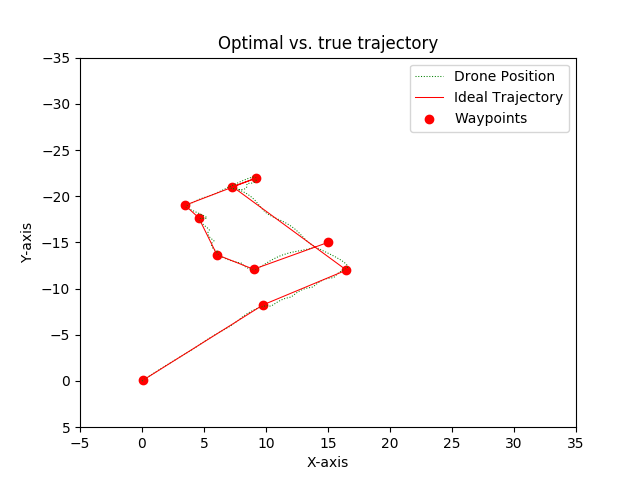 Optimal vs. true trajectory
Drone Position
Ideal Trajectory
Waypoints
Y-axis
−35
−30
−25
−20
−15
−10
−5
0
5
−5 0 5 10 15 20 25 30 35
X-axis